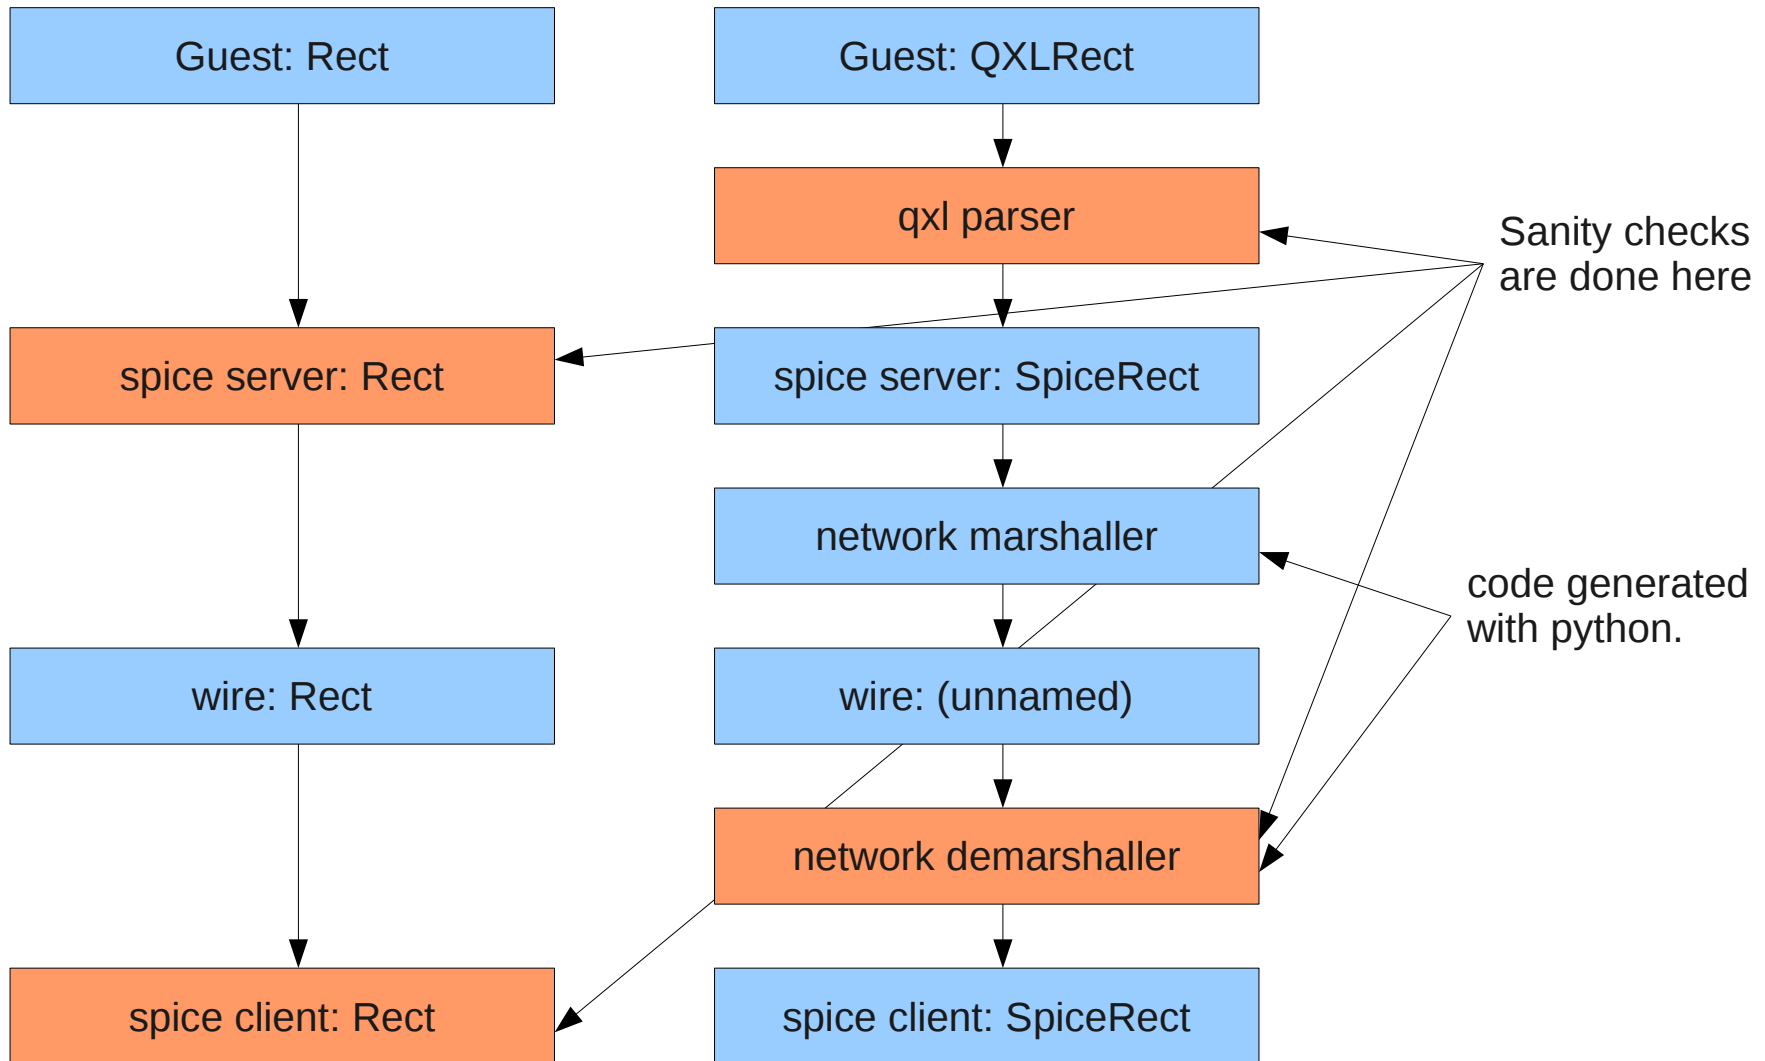 Guest: Rect
Guest: QXLRect
qxl parser
Sanity checks
are done here
spice server: Rect
spice server: SpiceRect
network marshaller
code generated
with python.
wire: Rect
wire: (unnamed)
network demarshaller
spice client: Rect
spice client: SpiceRect